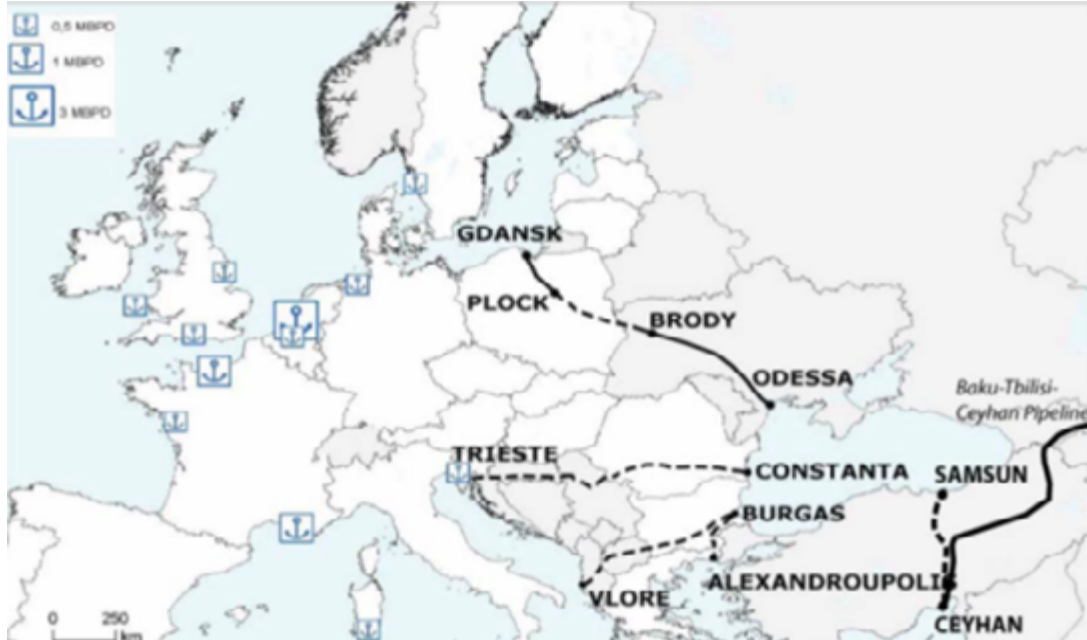 0,5 MBPD
1 MBPD
3 MBPD
GDANSK
PLOCK
BRODY
ODESSA
Baku-Tbilisi-
Ceyhan Pipeline
TRIESTE
CONSTANTA
SAMSUN
BURGAS
ALEXANDROUPOLIS
VLORE
CEYHAN
0 250
km